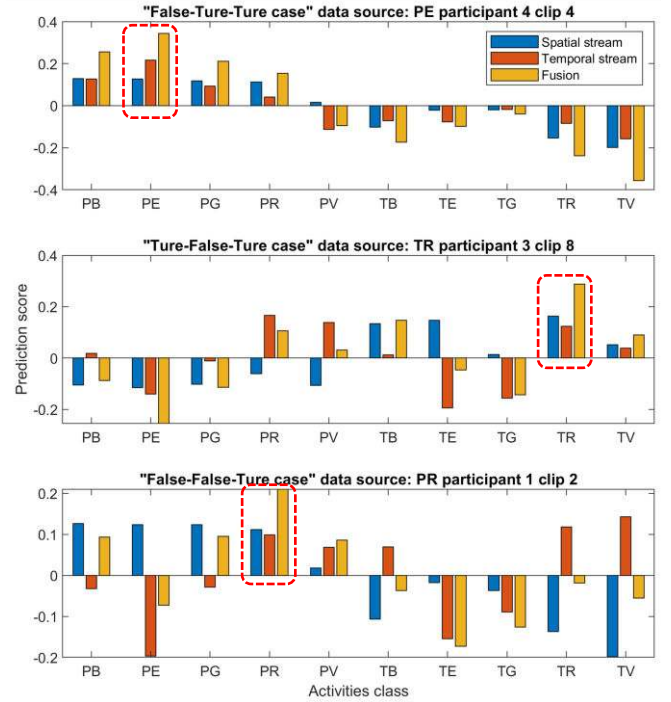 "False-Ture-Ture case" data source: PE participant 4 clip 4
0.4
Spatial stream
Temporal stream
Fusion
0.2
0
-0.2
-0.4
PB PE PG PR PV TB TE TG TR TV
"Ture-False-Ture case" data source: TR participant 3 clip 8
0.4
0.2
0
-0.2
Prediction score
PB PE PG PR PV TB TE TG TR TV
"False-False-Ture case" data source: PR participant 1 clip 2
0.2
0.1
0
-0.1
-0.2
PB PE PG PR PV TB TE TG TR TV
Activities class